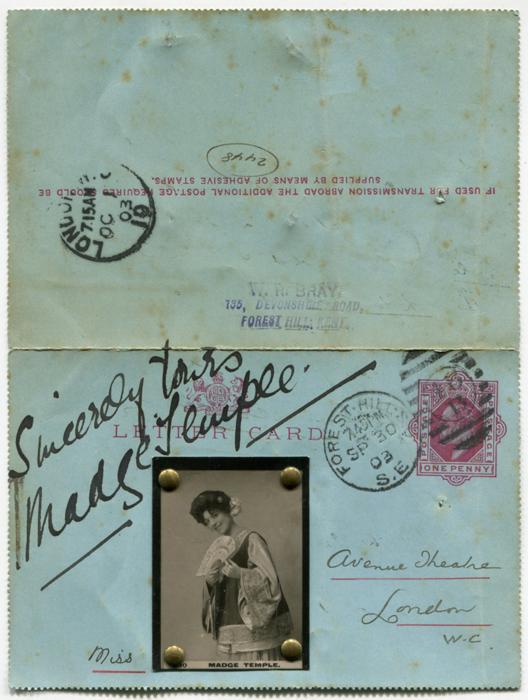 2448
IF USED FOR TRANSMISSION ABROAD THE ADDITIONAL POSTAGE REQUIRED SHOULD BE
SUPPLIED BY MEANS OF ADHESIVE STAMPS.
LONDON
7.15AM
OC 1
03
19
W. R. BRAY,
135, DEVONSHIRE ROAD,
FOREST HILL, KENT.
Sincerely Yours
Madge Temple.
LETTER CARD
FOREST-HILL
SP 30
03
S.E
POSTAGE
ONE PENNY
Avenue Theatre
London
W.C.
Miss
MADGE TEMPLE.